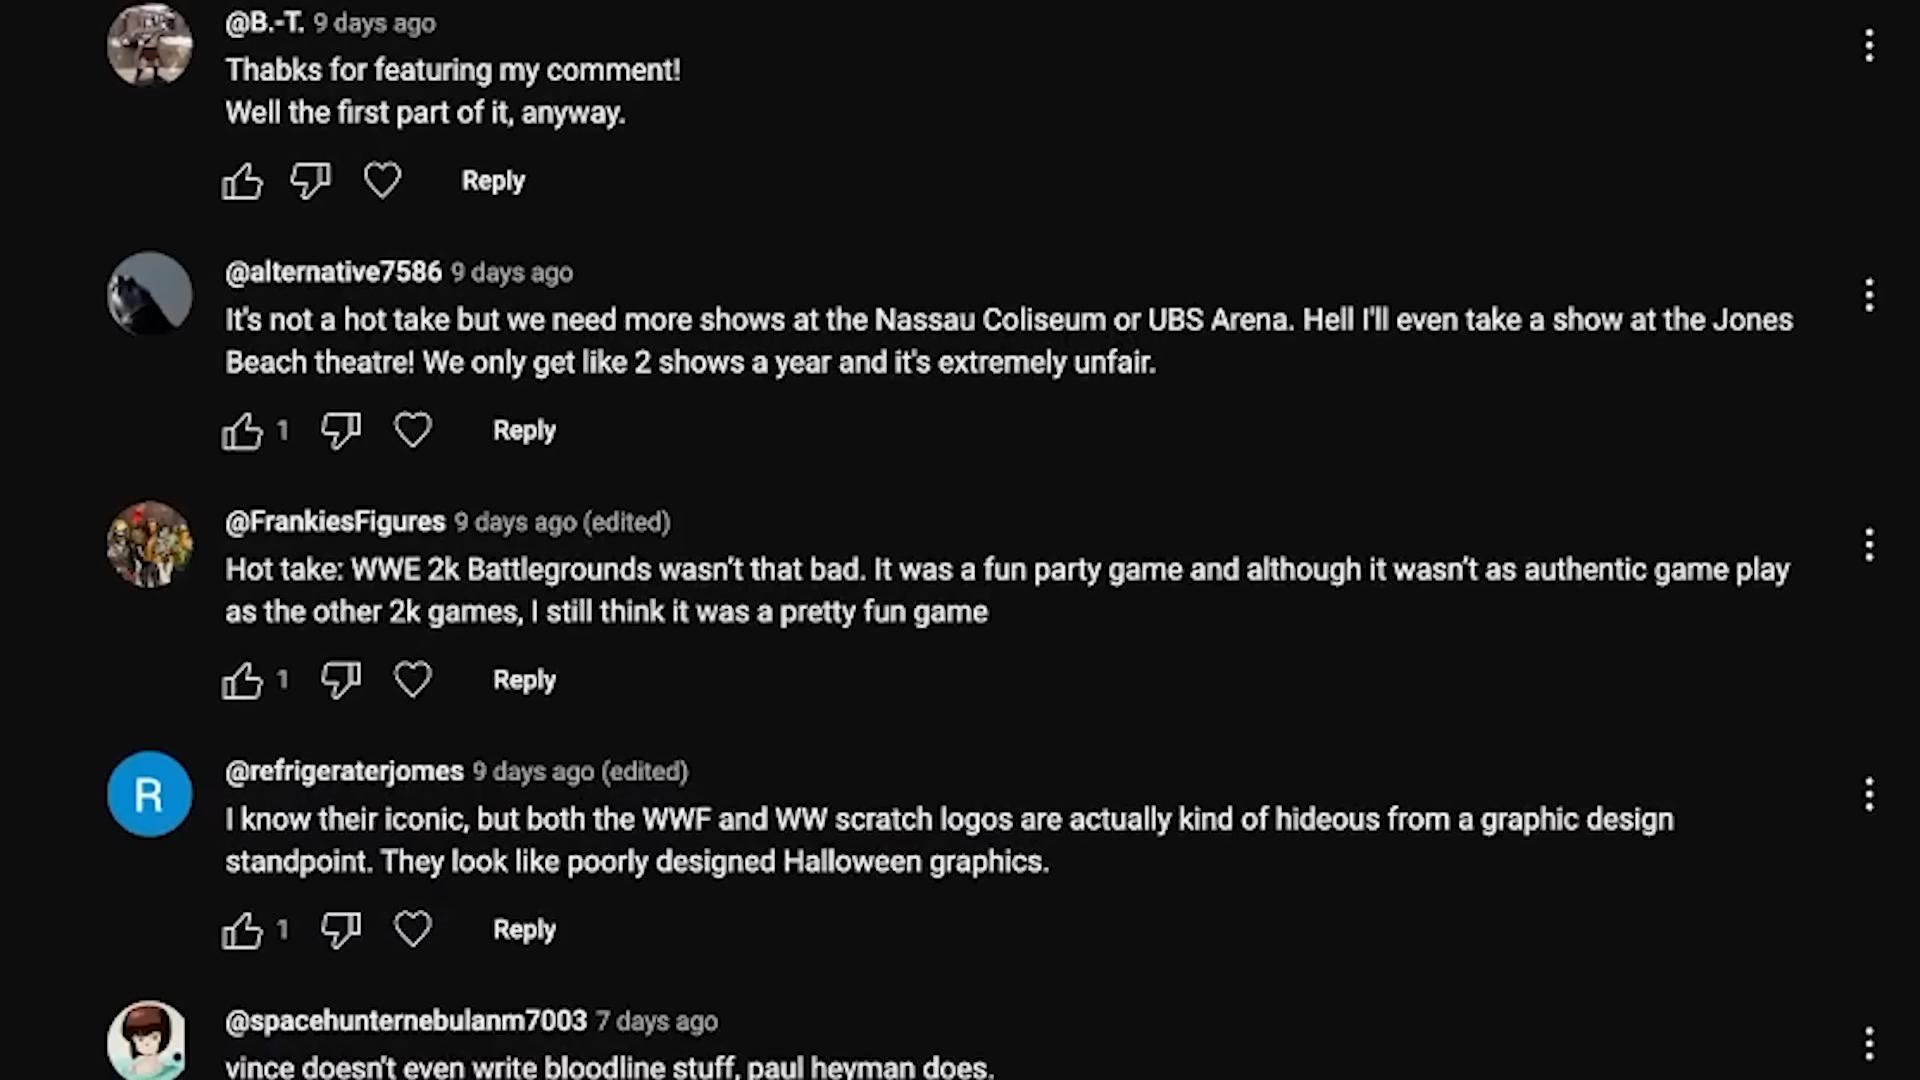 @B.-T. 9 days ago
Thabks for featuring my comment!
Well the first part of it, anyway.
Reply
@alternative7586 9 days ago
It's not a hot take but we need more shows at the Nassau Coliseum or UBS Arena. Hell I'll even take a show at the Jones
Beach theatre! We only get like 2 shows a year and it's extremely unfair.
1 Reply
@FrankiesFigures 9 days ago (edited)
Hot take: WWE 2k Battlegrounds wasn't that bad. It was a fun party game and although it wasn't as authentic game play
as the other 2k games, I still think it was a pretty fun game
1 Reply
R
@refrigeraterjomes 9 days ago (edited)
I know their iconic, but both the WWF and WW scratch logos are actually kind of hideous from a graphic design
standpoint. They look like poorly designed Halloween graphics.
1 Reply
@spacehunternebulanm7003 7 days ago
vince doesn't even write bloodline stuff, paul heyman does.